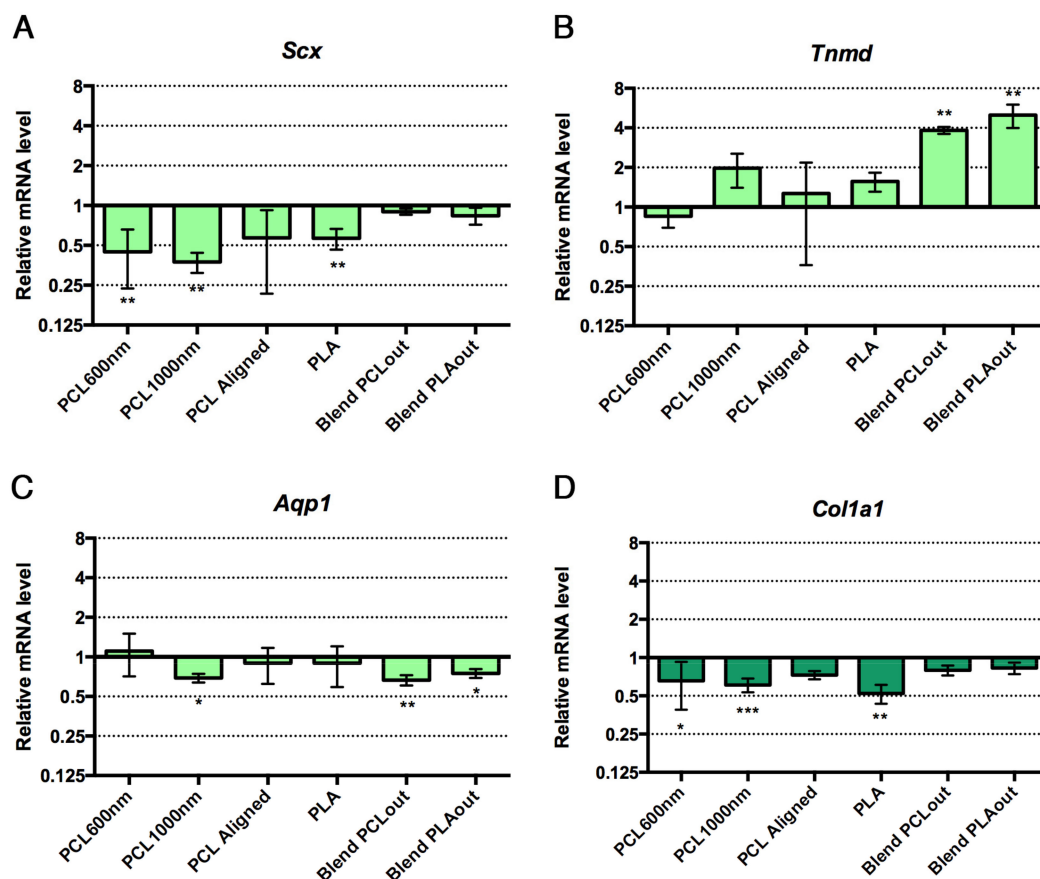 A
Scx
Relative mRNA level
8
4
2
1
0.5
0.25
0.125
**
**
**
PCL600nm
PCL1000nm
PCL Aligned
PLA
Blend PCLout
Blend PLAout
B
Tnmd
Relative mRNA level
8
4
2
1
0.5
0.25
0.125
**
**
PCL600nm
PCL1000nm
PCL Aligned
PLA
Blend PCLout
Blend PLAout
C
Aqp1
Relative mRNA level
8
4
2
1
0.5
0.25
0.125
*
**
*
PCL600nm
PCL1000nm
PCL Aligned
PLA
Blend PCLout
Blend PLAout
D
Col1a1
Relative mRNA level
8
4
2
1
0.5
0.25
0.125
*
***
**
PCL600nm
PCL1000nm
PCL Aligned
PLA
Blend PCLout
Blend PLAout